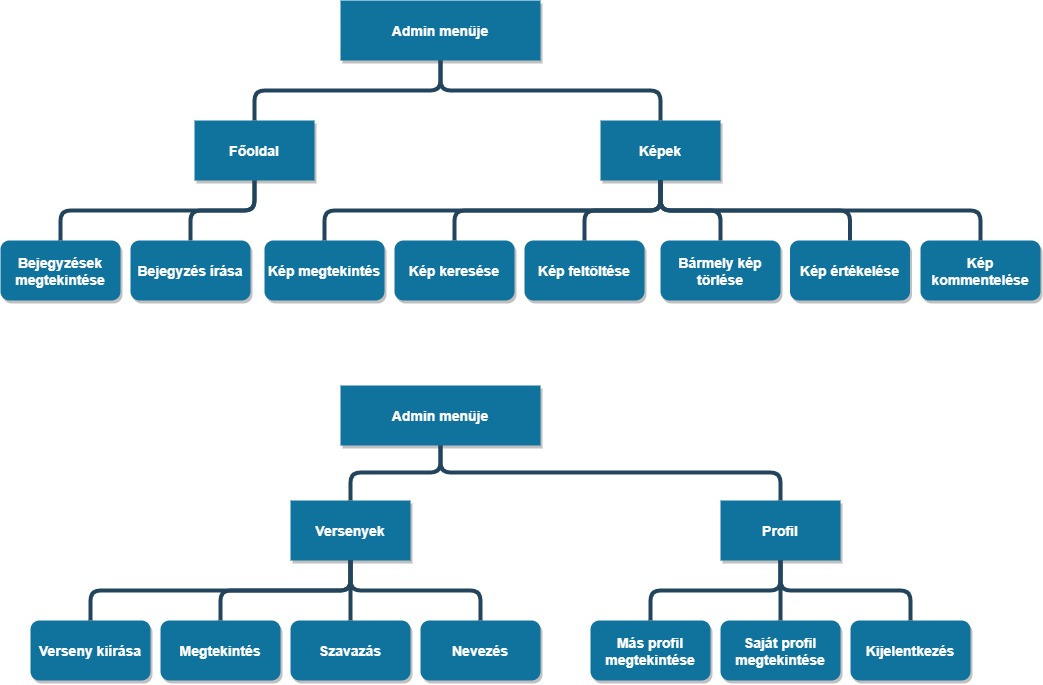 Admin menüje
Főoldal
Képek
Bejegyzések
megtekintése
Bejegyzés írása
Kép megtekintés
Kép keresése
Kép feltöltése
Bármely kép
törlése
Kép értékelése
Kép
kommentelése
Admin menüje
Versenyek
Profil
Verseny kiírása
Megtekintés
Szavazás
Nevezés
Más profil
megtekintése
Saját profil
megtekintése
Kijelentkezés